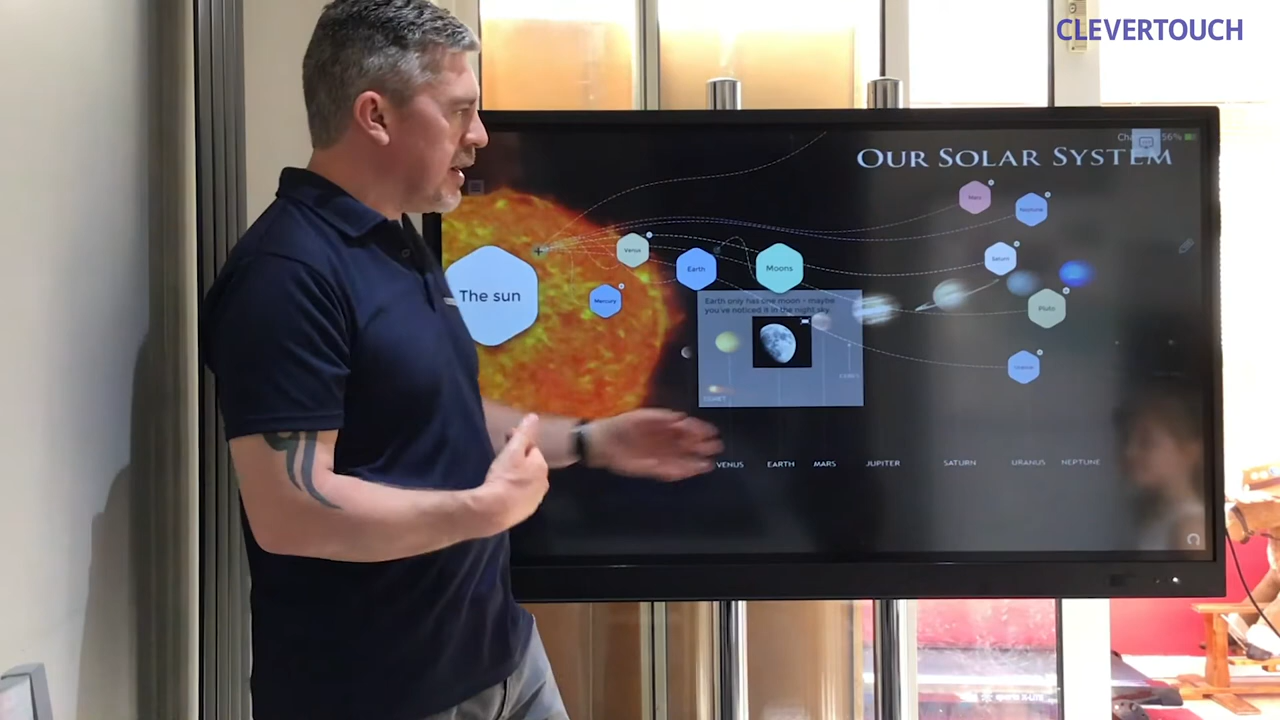 CLEVERTOUCH
56%
OUR SOLAR SYSTEM
Mars
Neptune
Venus
Saturn
Earth
Moons
The sun
Mercury
Pluto
Earth only has one moon - maybe
you've noticed it in the night sky
Uranus
VENUS EARTH MARS JUPITER SATURN URANUS NEPTUNE